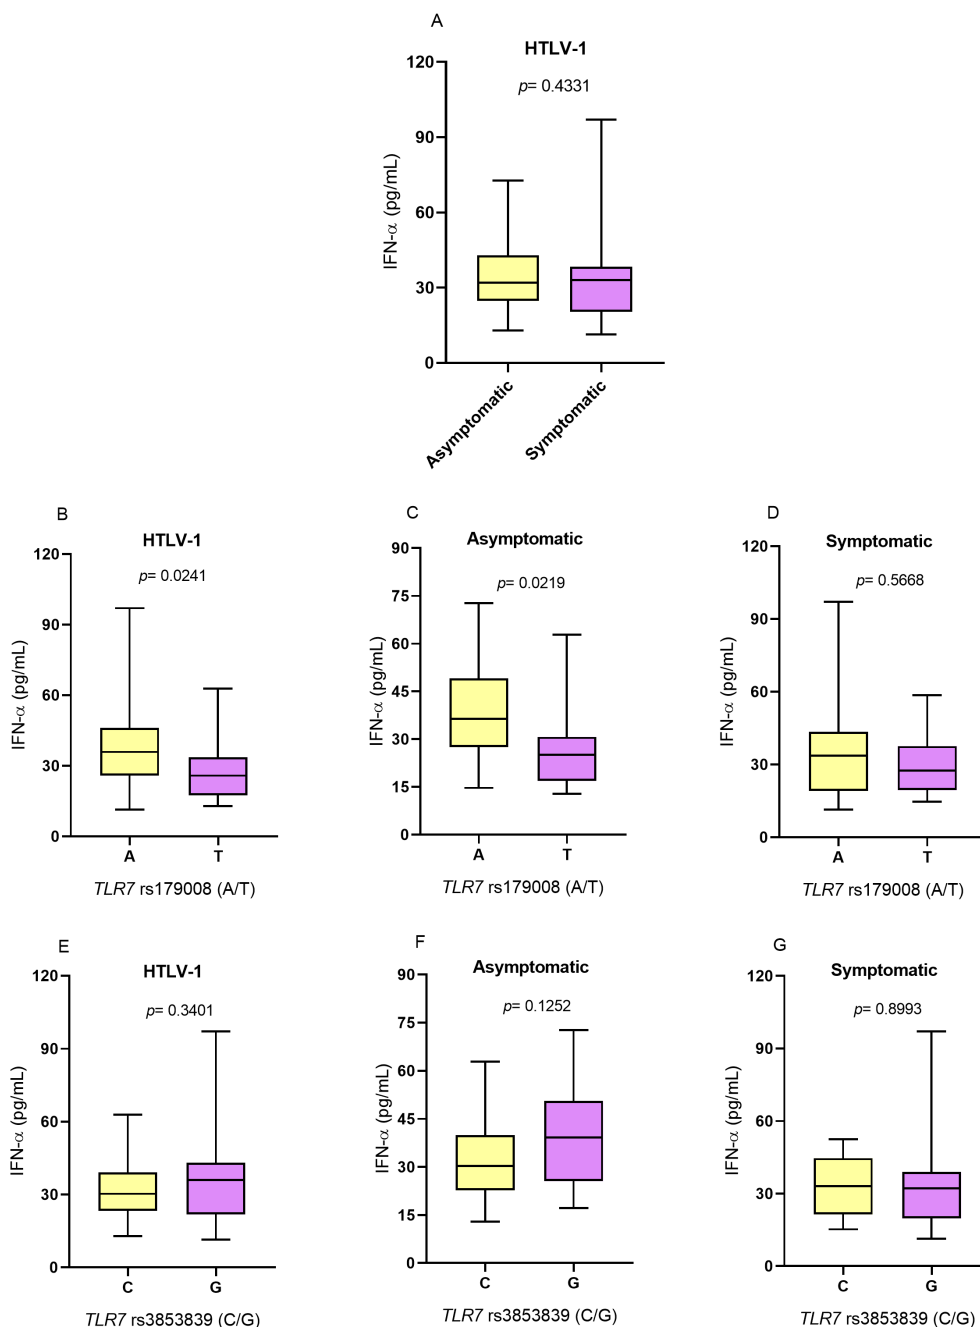 A
HTLV-1
p= 0.4331
IFN-α (pg/mL)
120
90
60
30
0
Asymptomatic
Symptomatic
B
HTLV-1
p= 0.0241
IFN-α (pg/mL)
120
90
60
30
0
A
T
TLR7 rs179008 (A/T)
C
Asymptomatic
p= 0.0219
IFN-α (pg/mL)
90
75
60
45
30
15
0
A
T
TLR7 rs179008 (A/T)
D
Symptomatic
p= 0.5668
IFN-α (pg/mL)
120
90
60
30
0
A
T
TLR7 rs179008 (A/T)
E
HTLV-1
p= 0.3401
IFN-α (pg/mL)
120
90
60
30
0
C
G
TLR7 rs3853839 (C/G)
F
Asymptomatic
p= 0.1252
IFN-α (pg/mL)
90
75
60
45
30
15
0
C
G
TLR7 rs3853839 (C/G)
G
Symptomatic
p= 0.8993
IFN-α (pg/mL)
120
90
60
30
0
C
G
TLR7 rs3853839 (C/G)